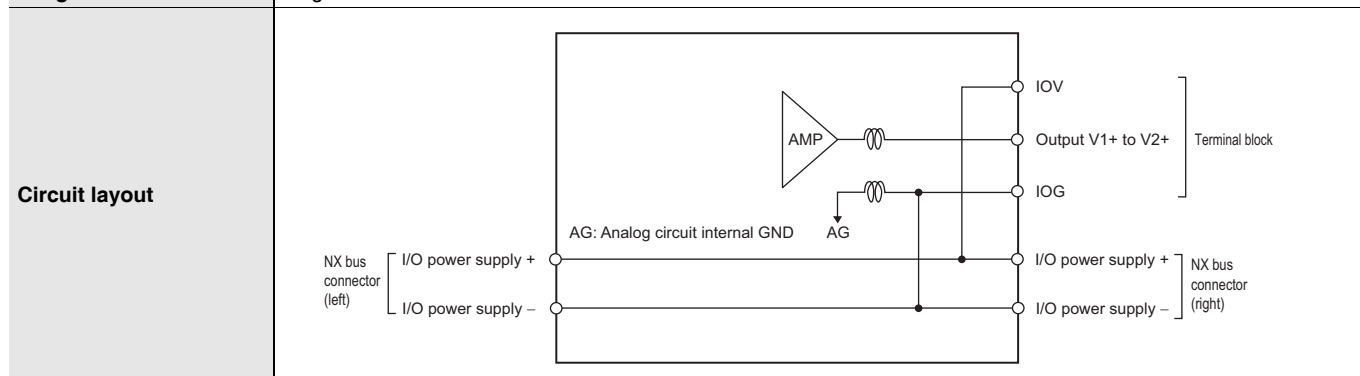 Circuit layout
IOV
AMP
Output V1+ to V2+
Terminal block
IOG
AG: Analog circuit internal GND
AG
NX bus
connector
(left)
I/O power supply +
I/O power supply –
I/O power supply +
I/O power supply –
NX bus
connector
(right)